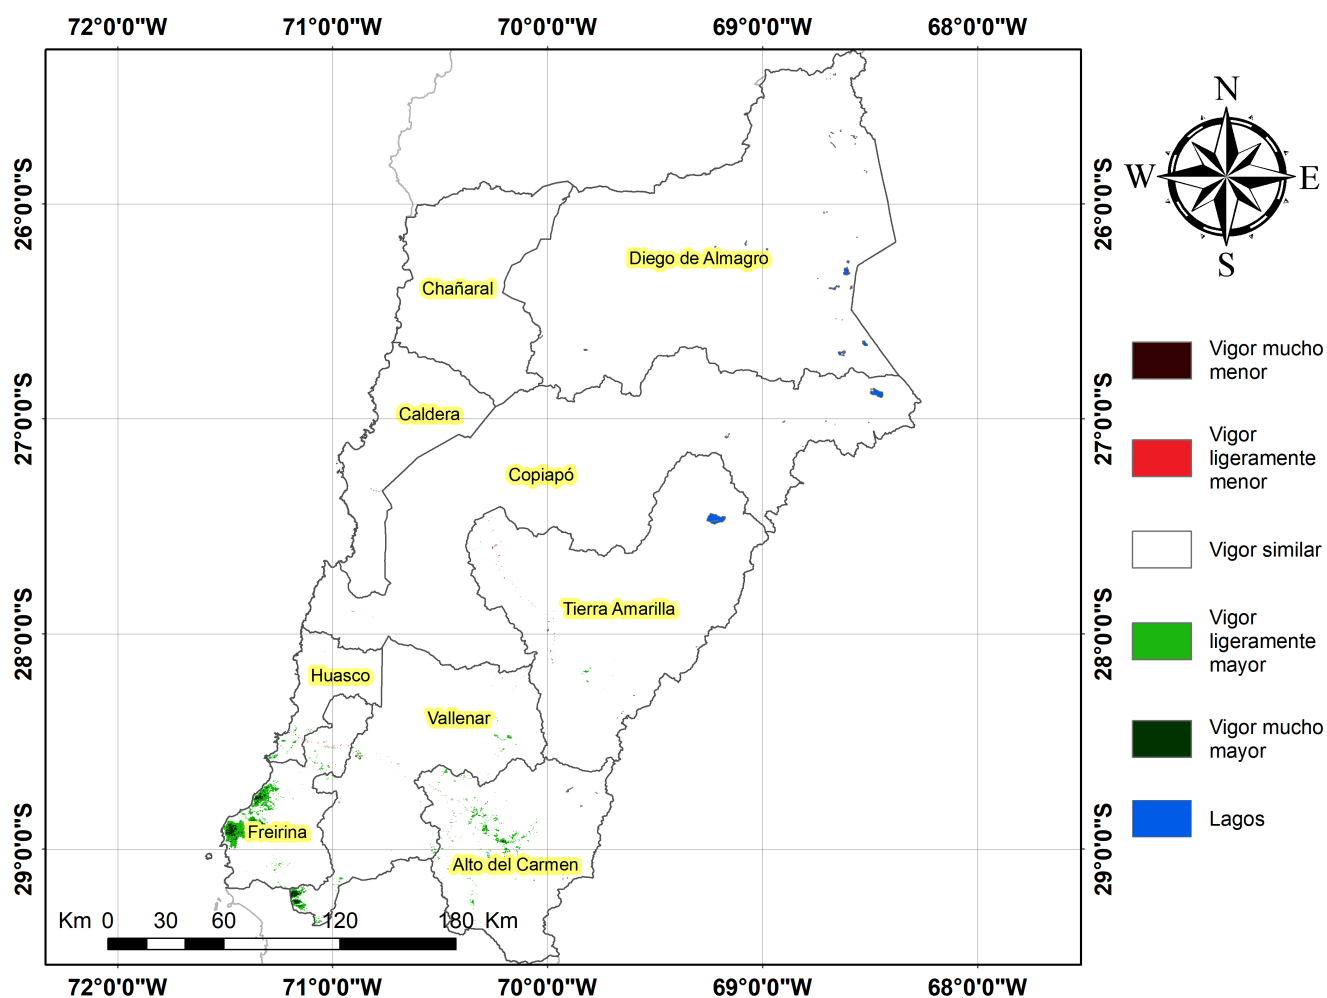 72°0'0"W 71°0'0"W 70°0'0"W 69°0'0"W 68°0'0"W
N
W E
S
26°0'0"S 26°0'0"S
Diego de Almagro
Chañaral
Vigor mucho
menor
27°0'0"S 27°0'0"S
Caldera
Vigor
ligeramente
menor
Copiapó
Vigor similar
28°0'0"S 28°0'0"S
Tierra Amarilla
Vigor
ligeramente
mayor
Huasco
Vallenar
Vigor mucho
mayor
29°0'0"S 29°0'0"S
Freirina
Lagos
Alto del Carmen
Km 0 30 60 120 180 Km
72°0'0"W 71°0'0"W 70°0'0"W 69°0'0"W 68°0'0"W